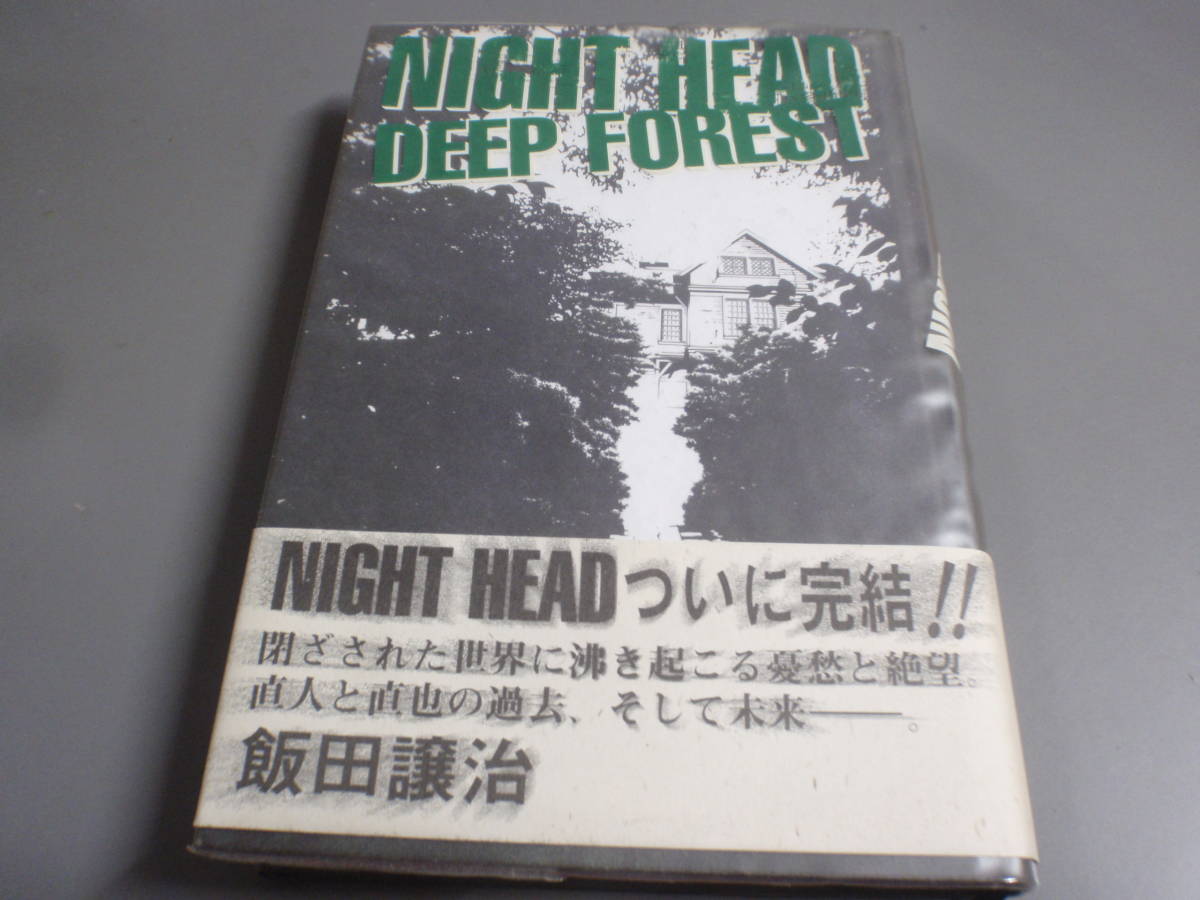 NIGHT HEAD
DEEP FOREST
NIGHT HEADついに完結!!
閉ざされた世界に沸き起こる憂愁と絶望。
直人と直也の過去、そして未来――。
飯田譲治